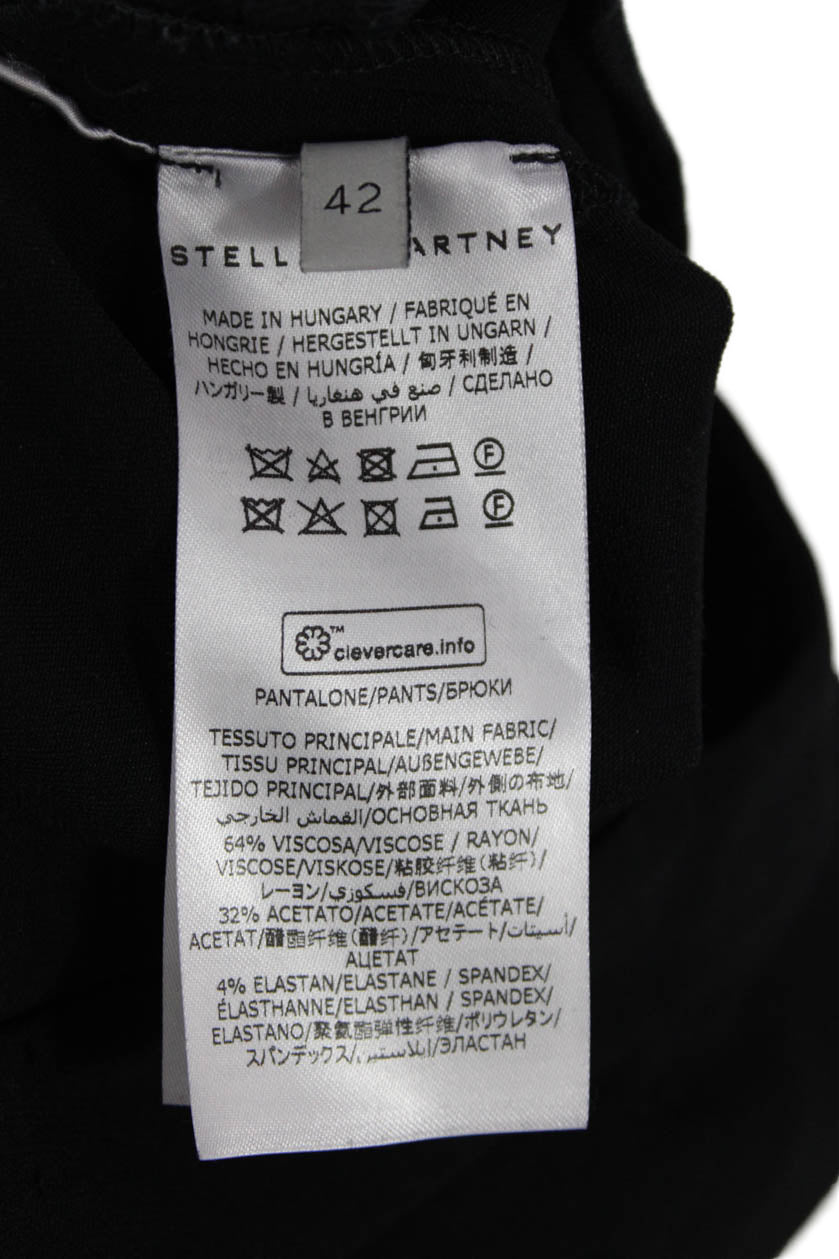 42
STELL ARTNEY
MADE IN HUNGARY / FABRIQUÉ EN
HONGRIE / HERGESTELLT IN UNGARN /
HECHO EN HUNGRÍA / 匈牙利制造 /
ハンガリー製 / صنع في هنغاريا / СДЕЛАНО
В ВЕНГРИИ
F
F
™
clevercare.info
PANTALONE/PANTS/БРЮКИ
TESSUTO PRINCIPALE/MAIN FABRIC/
TISSU PRINCIPAL/AUßENGEWEBE/
TEJIDO PRINCIPAL/外部面料/外側の布地/
القماش الخارجي/ОСНОВНАЯ ТКАНЬ
64% VISCOSA/VISCOSE / RAYON/
VISCOSE/VISKOSE/粘胶纤维(粘纤)/
レーヨン/فسكوزي/ВИСКОЗА
32% ACETATO/ACETATE/ACÉTATE/
ACETAT/醋酯纤维(醋纤)/アセテート/أسيتات/
АЦЕТАТ
4% ELASTAN/ELASTANE / SPANDEX/
ÉLASTHANNE/ELASTHAN / SPANDEX/
ELASTANO/聚氨酯弹性纤维/ポリウレタン/
スパンデックス/إيلاستين/ЭЛАСТАН